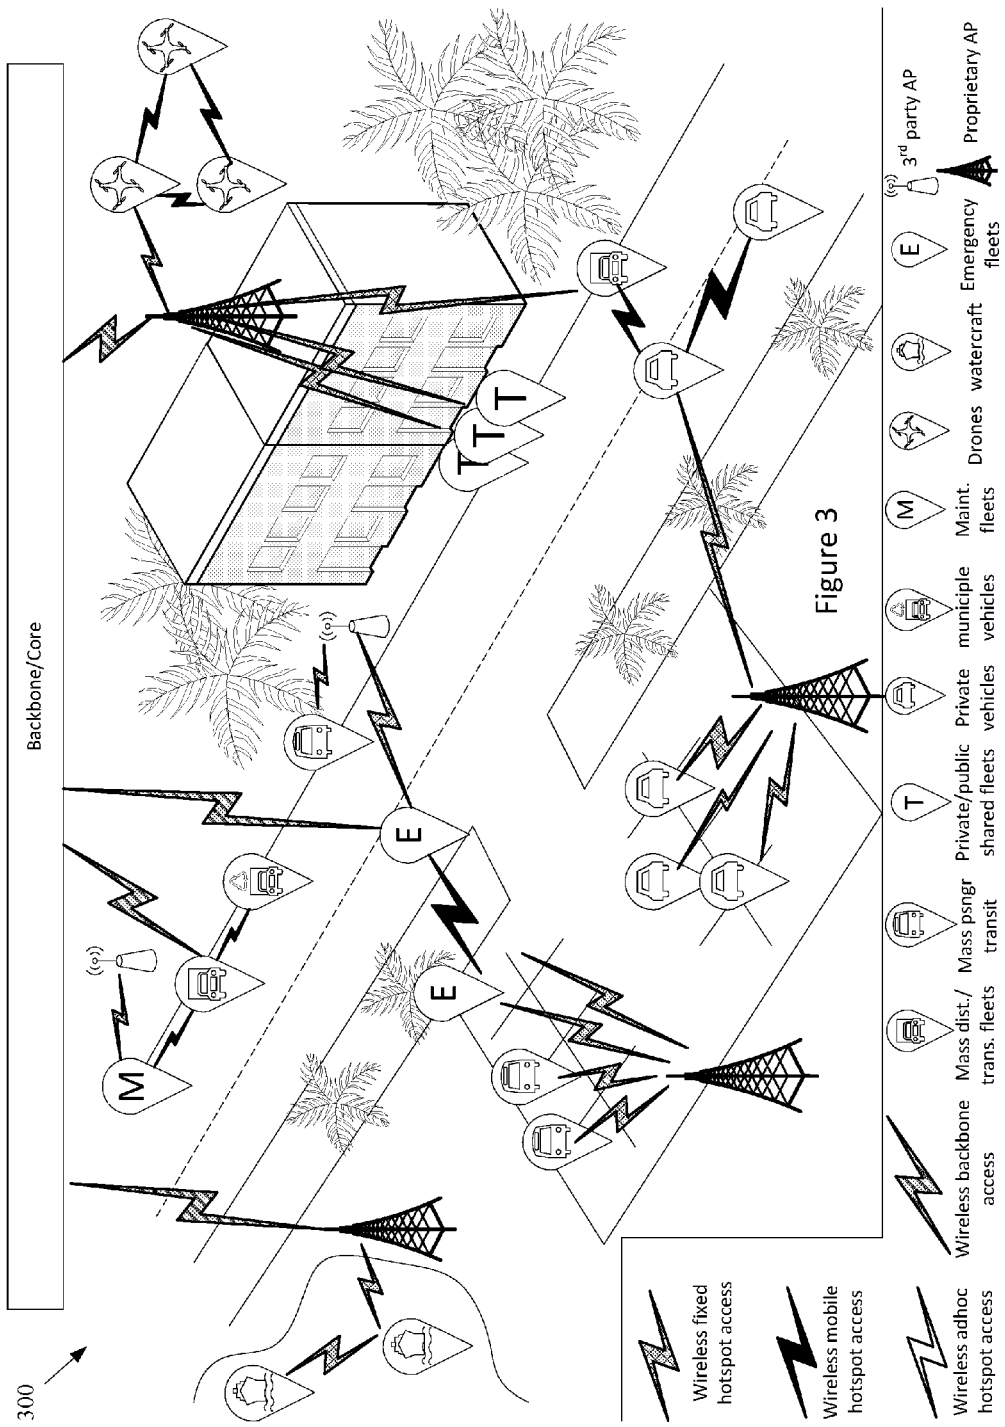 300
Backbone/Core
M
E
E
T
T
T
Figure 3
Wireless fixed
hotspot access
Wireless mobile
hotspot access
Wireless adhoc
hotspot access
Wireless backbone
access
Mass dist./
trans. fleets
Mass psngr
transit
T
Private/public
shared fleets
Private
vehicles
municiple
vehicles
M
Maint.
fleets
Drones
watercraft
E
Emergency
fleets
3rd party AP
Proprietary AP